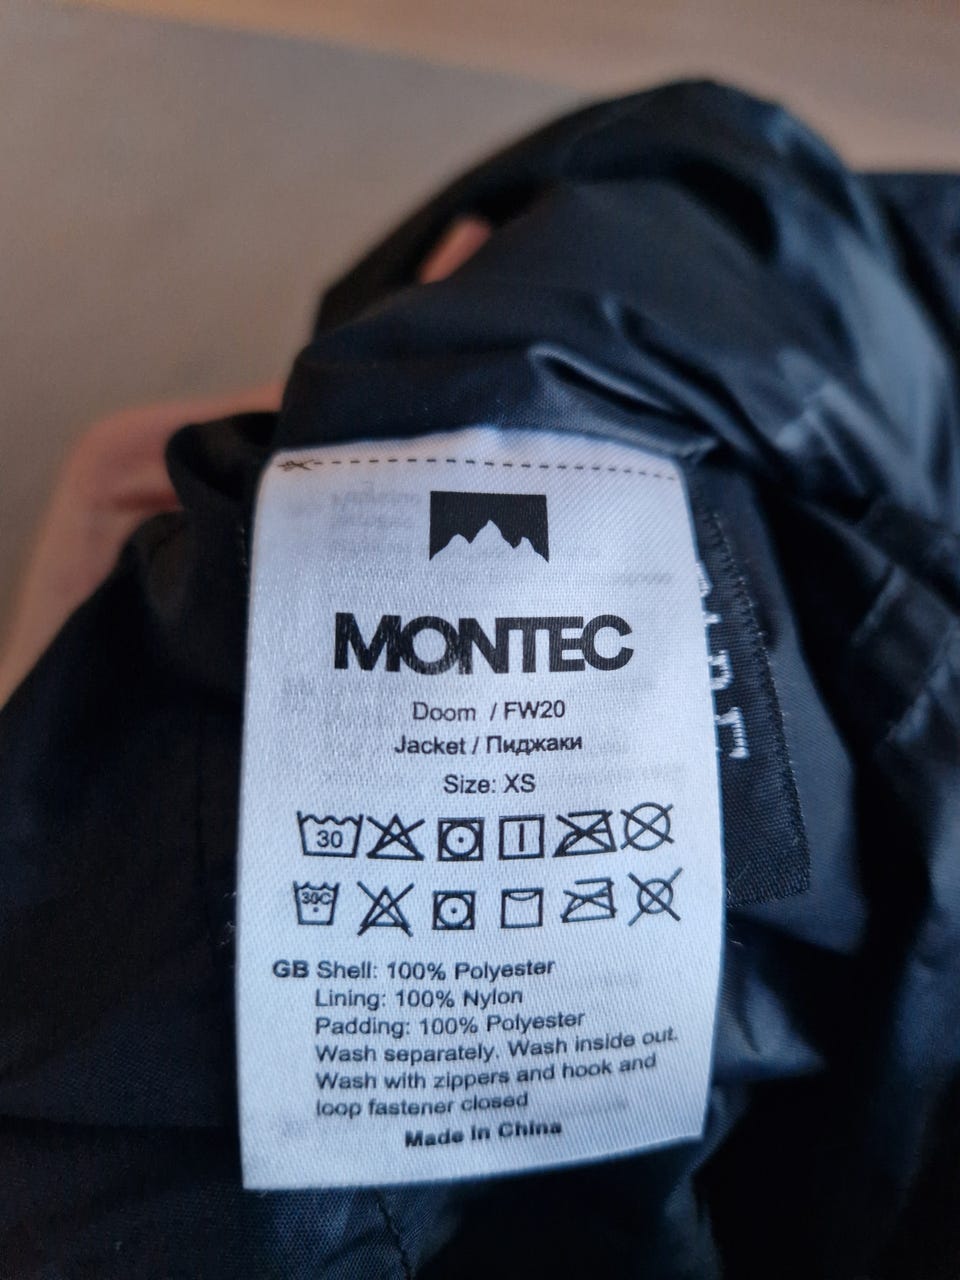 MONTEC
Doom / FW20
Jacket / Пиджаки
Size: XS
30
30C
GB Shell: 100% Polyester
Lining: 100% Nylon
Padding: 100% Polyester
Wash separately. Wash inside out.
Wash with zippers and hook and
loop fastener closed
Made In China